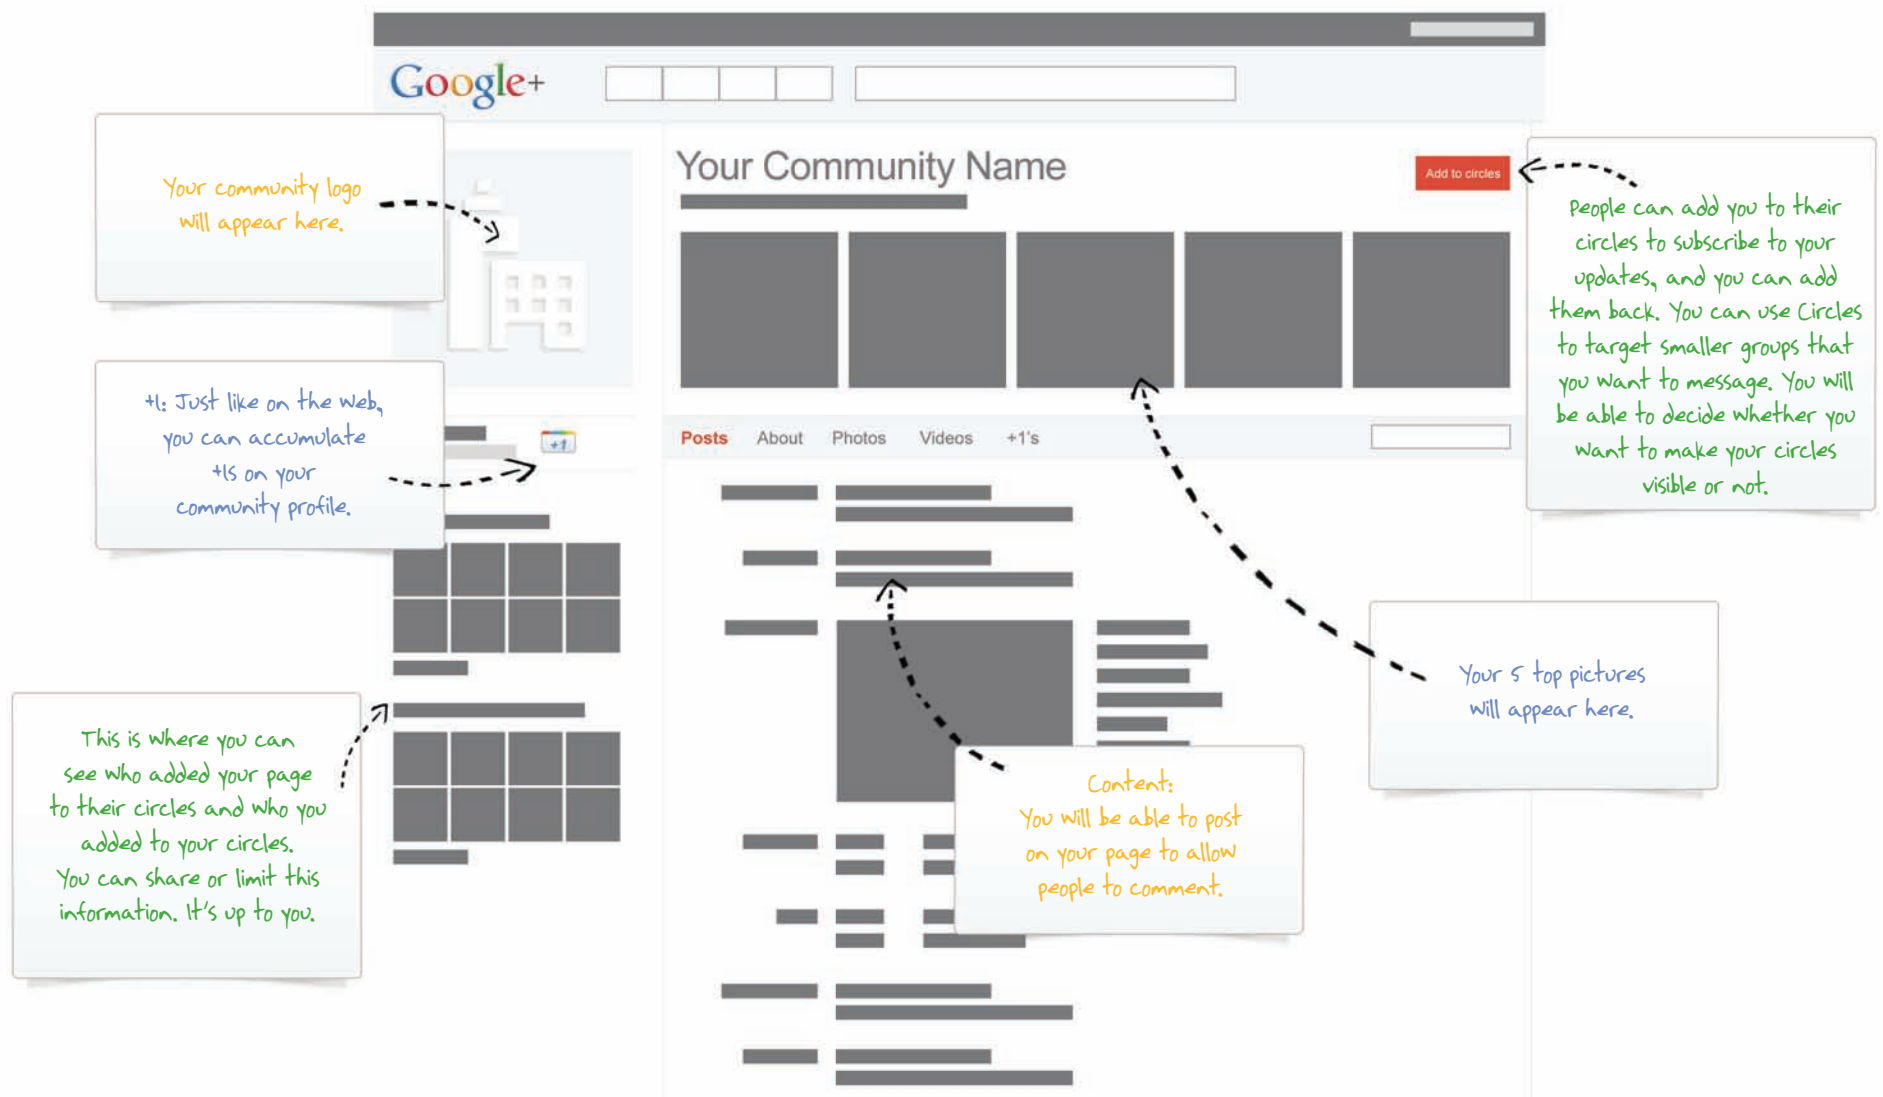 Google+
Your Community Name
Add to circles
Your community logo
will appear here.
People can add you to their
circles to subscribe to your
updates, and you can add
them back. You can use Circles
to target smaller groups that
you want to message. You will
be able to decide whether you
want to make your circles
visible or not.
+1: Just like on the web,
you can accumulate
+1s on your
community profile.
+1
Posts About Photos Videos +1's
Your 5 top pictures
will appear here.
This is where you can
see who added your page
to their circles and who you
added to your circles.
You can share or limit this
information. It's up to you.
Content:
You will be able to post
on your page to allow
people to comment.